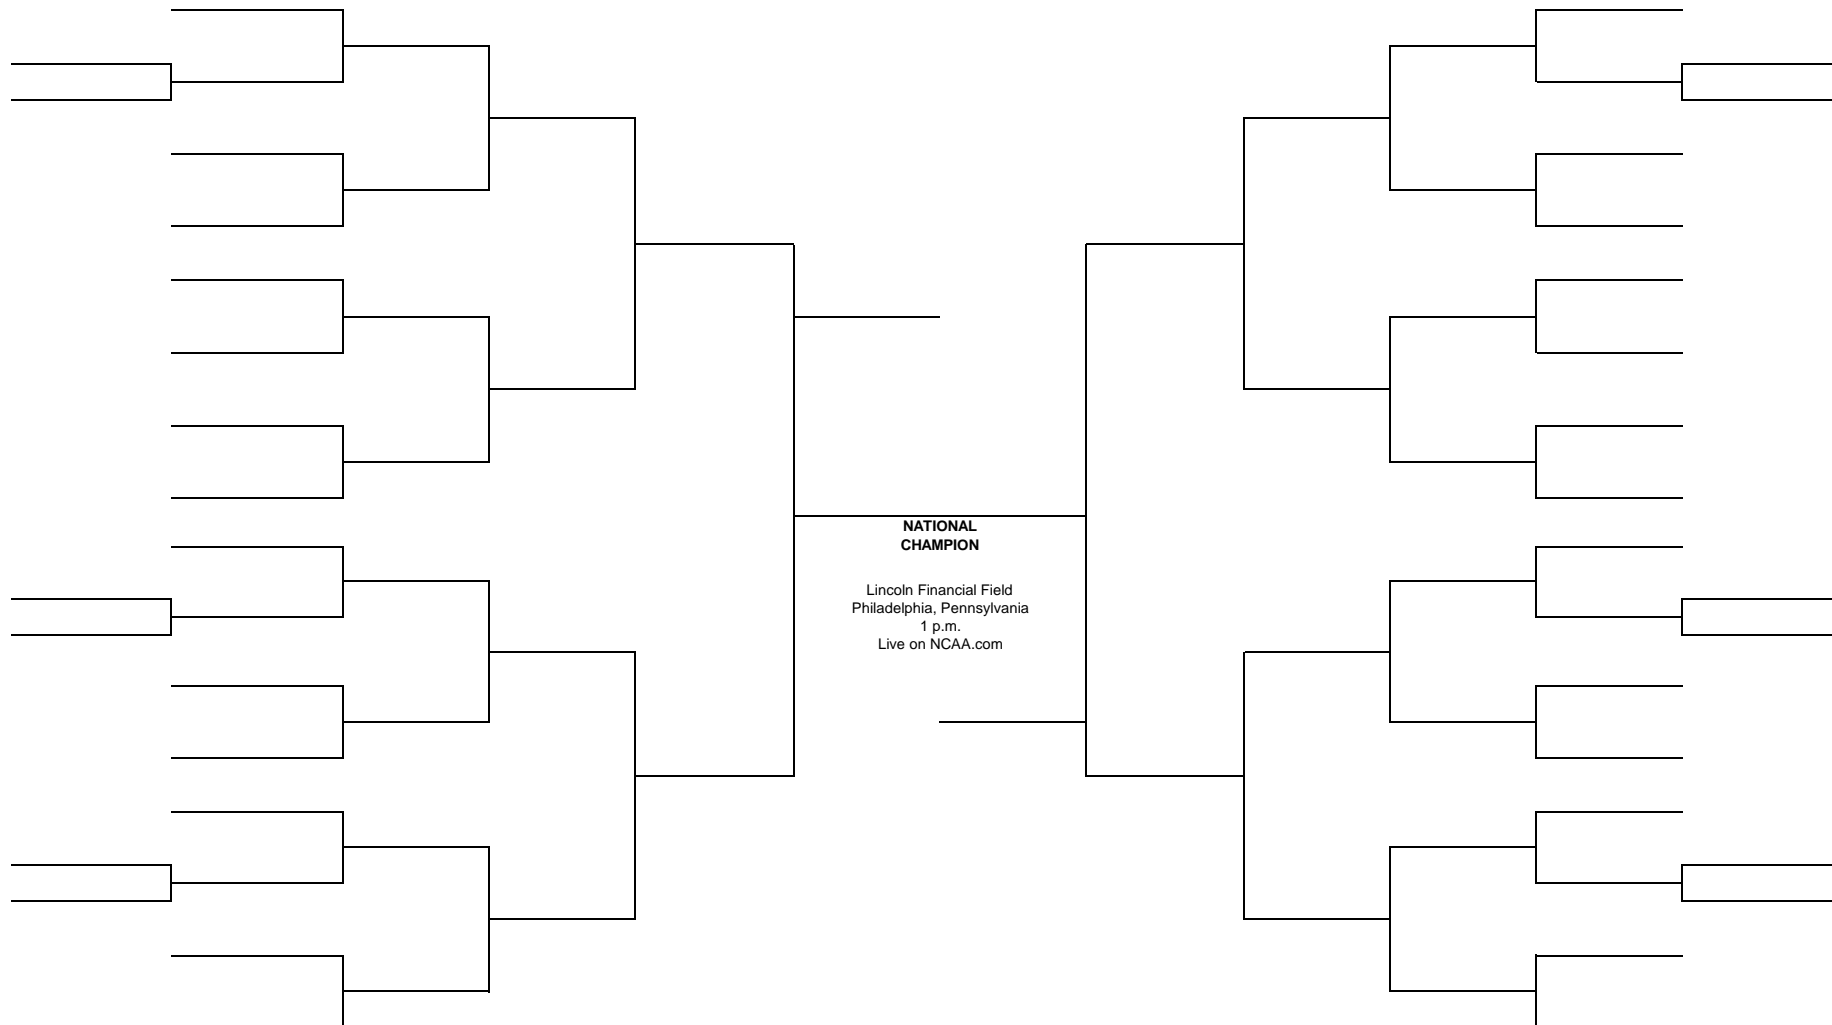 NATIONAL
CHAMPION
Lincoln Financial Field
Philadelphia, Pennsylvania
1 p.m.
Live on NCAA.com